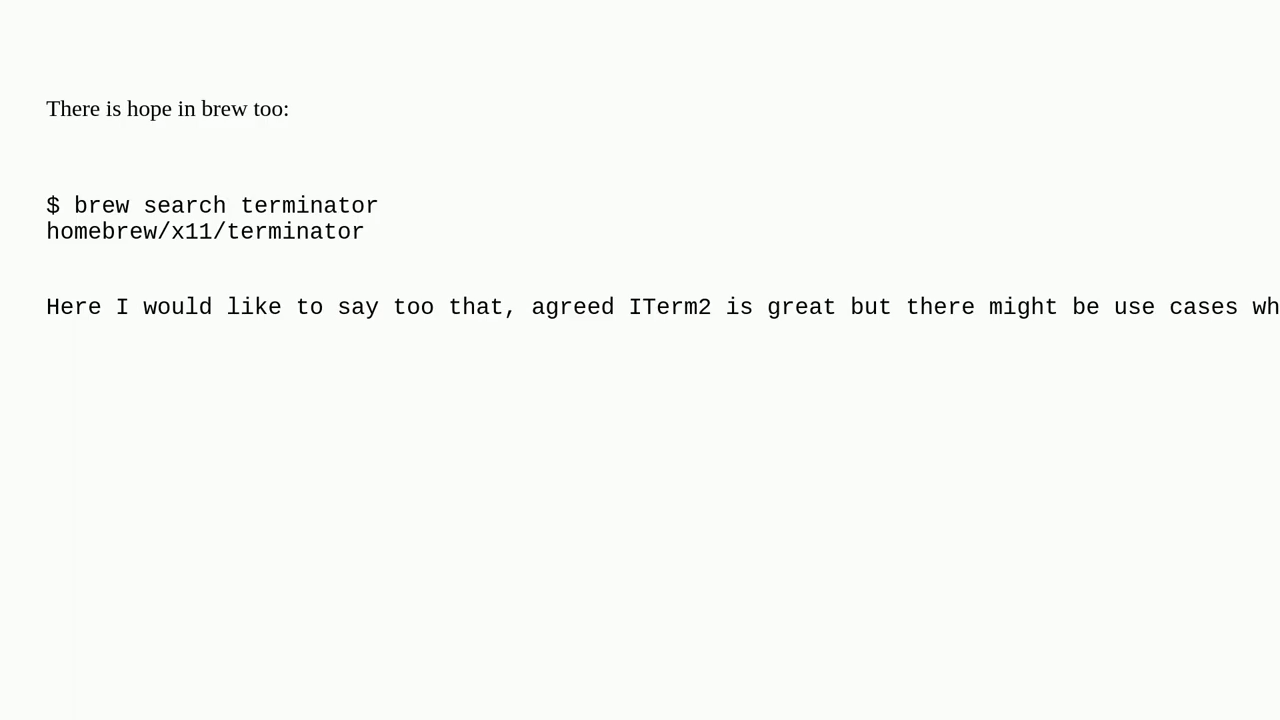 There is hope in brew too:
$ brew search terminator
homebrew/x11/terminator
Here I would like to say too that, agreed ITerm2 is great but there might be use cases